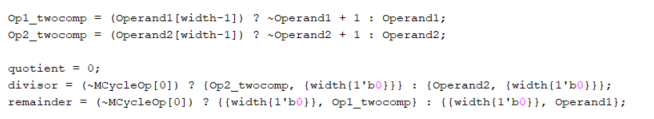 Op1_twocomp = (Operand1[width-1]) ? ~Operand1 + 1 : Operand1;
Op2_twocomp = (Operand2[width-1]) ? ~Operand2 + 1 : Operand2;
quotient = 0;
divisor = (~MCycleOp[0]) ? {Op2_twocomp, {width{1'b0}}} : {Operand2, {width{1'b0}}};
remainder = (~MCycleOp[0]) ? {{width{1'b0}}, Op1_twocomp} : {{width{1'b0}}, Operand1};